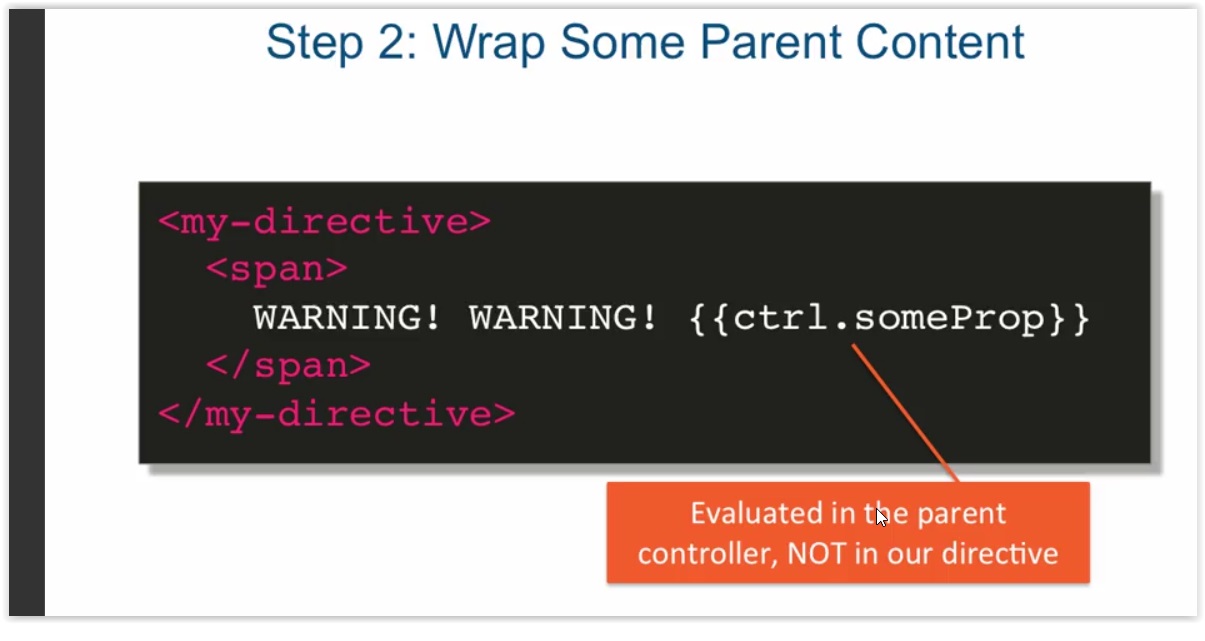 Step 2: Wrap Some Parent Content
<my-directive>
<span>
WARNING! WARNING! {{ctrl.someProp}}
</span>
</my-directive>
Evaluated in the parent
controller, NOT in our directive